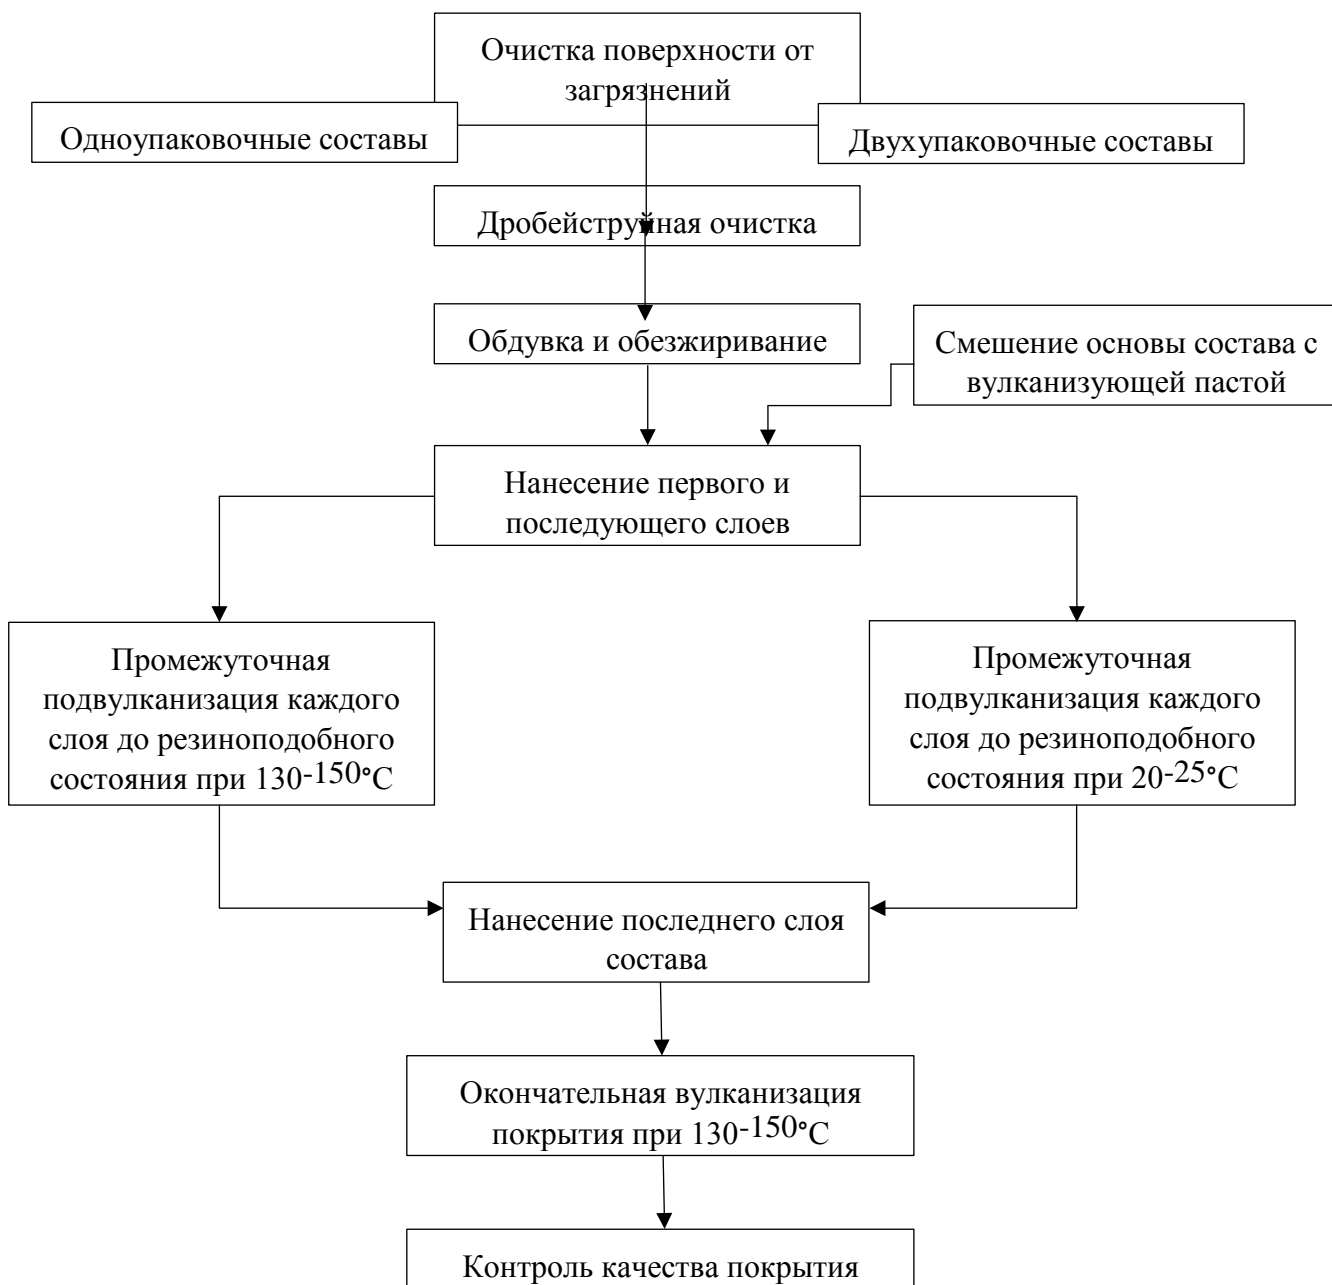 Очистка поверхности от
загрязнений
Одноупаковочные составы
Двухупаковочные составы
Дробейструйная очистка
Обдувка и обезжиривание
Смешение основы состава с
вулканизующей пастой
Нанесение первого и
последующего слоев
Промежуточная
подвулканизация каждого
слоя до резиноподобного
состояния при 130-150°С
Промежуточная
подвулканизация каждого
слоя до резиноподобного
состояния при 20-25°С
Нанесение последнего слоя
состава
Окончательная вулканизация
покрытия при 130-150°С
Контроль качества покрытия